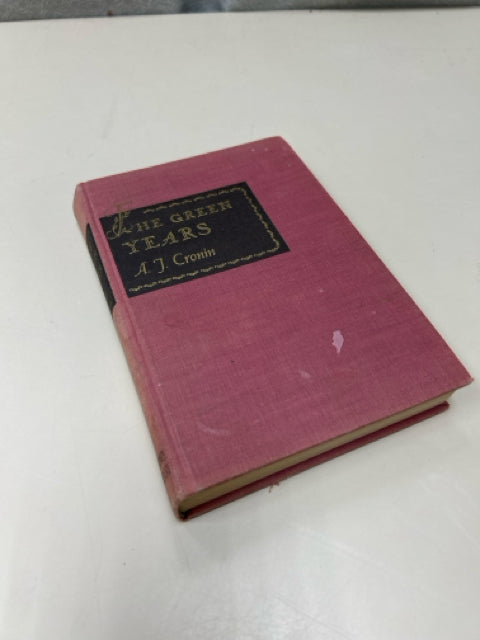 THE GREEN
YEARS
A. J. Cronin